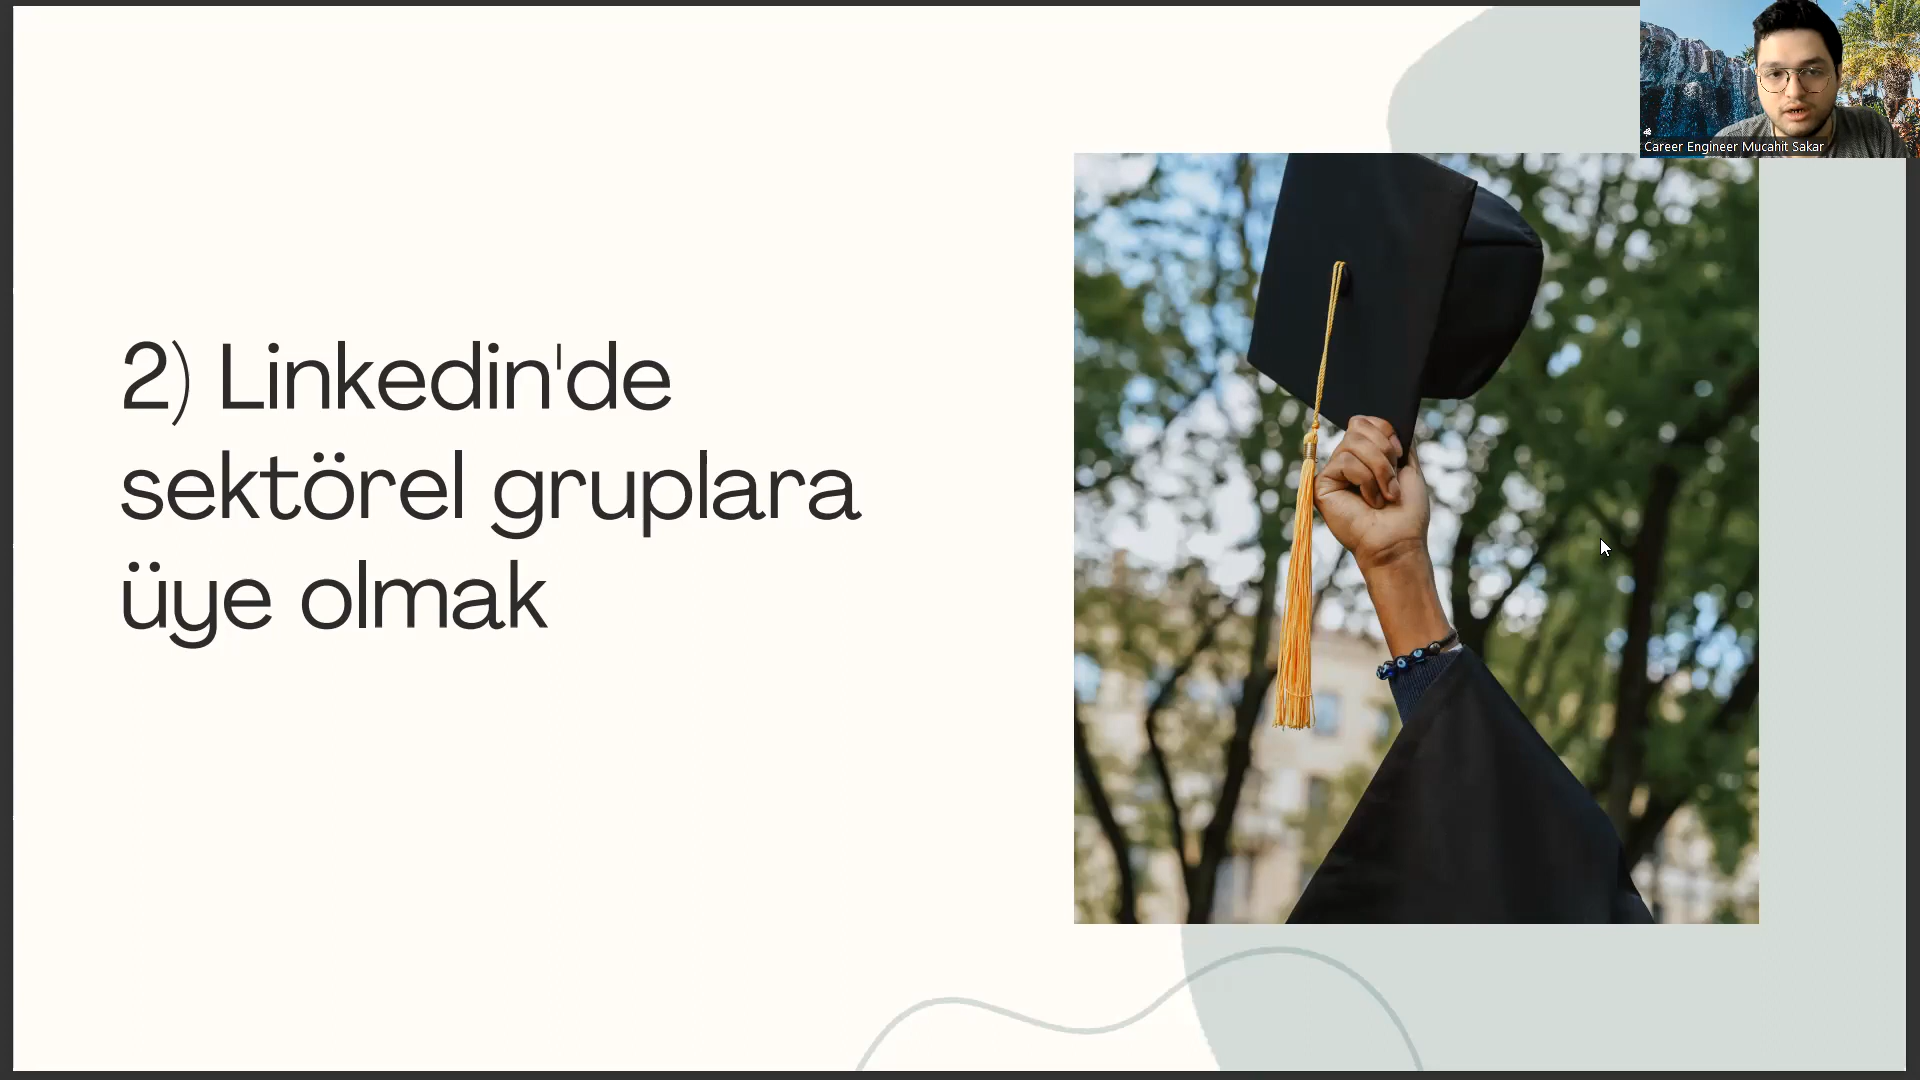 2) Linkedin'de
sektörel gruplara
üye olmak
Career Engineer Mucahit Sakar